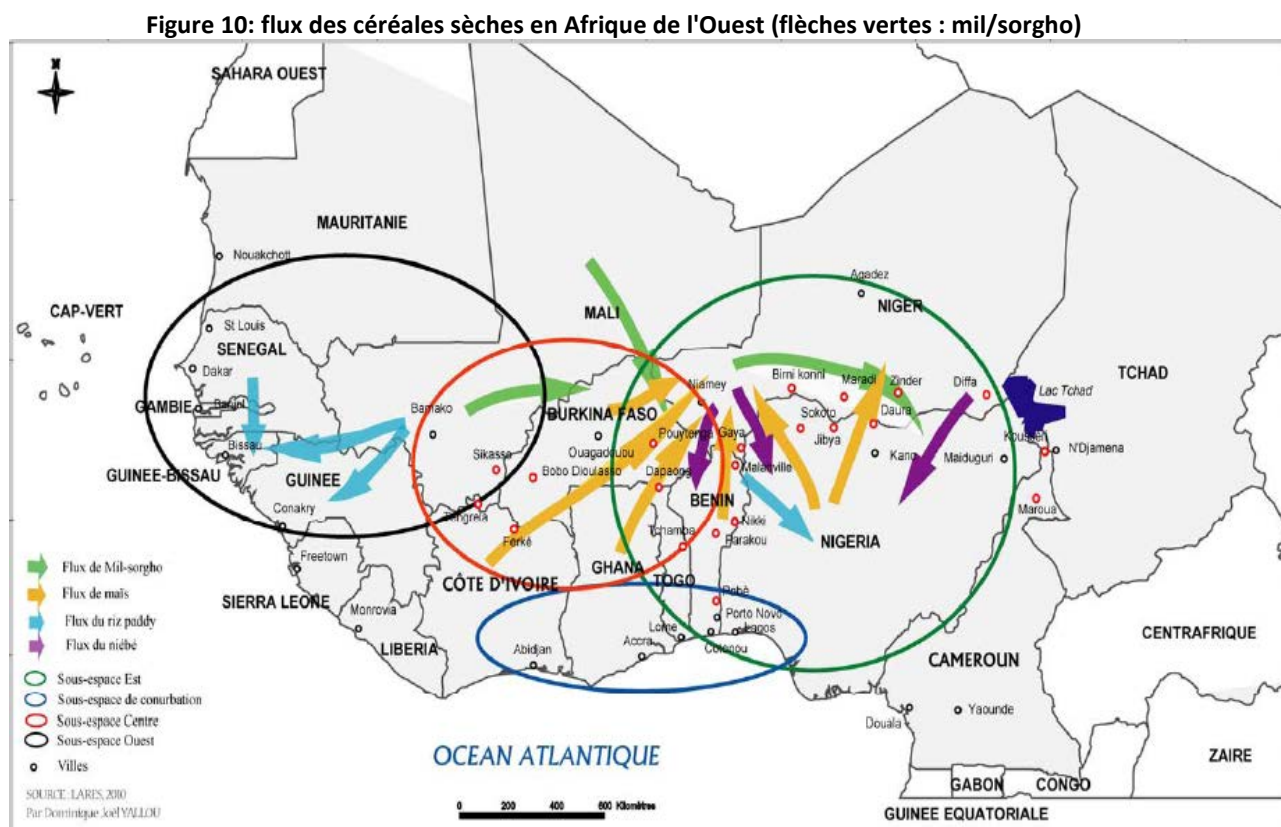 Figure 10: flux des céréales sèches en Afrique de l'Ouest (flèches vertes : mil/sorgho)
N
SAHARA OUEST
MAURITANIE
Nouakchott
CAP-VERT
St Louis
SENEGAL
Dakar
GAMBIE
Banjul
Bissau
GUINEE-BISSAU
GUINEE
Conakry
Freetown
SIERRA LEONE
Monrovia
LIBERIA
MALI
Bamako
Sikasso
BURKINA FASO
Ouagadougou
Bobo Dioulasso
Pouytenga
Dapaong
Tengrela
Ferké
CÔTE D'IVOIRE
Abidjan
GHANA
Accra
TOGO
Tchamba
Lome
BENIN
Niamey
Gaya
Malanville
Nikki
Parakou
Pobè
Porto Novo
Cotonou
Lagos
Agadez
NIGER
Birni konni
Maradi
Zinder
Diffa
Sokoto
Jibya
Daura
Kano
Maiduguri
NIGERIA
Lac Tchad
TCHAD
Kousseri
N'Djamena
Maroua
CENTRAFRIQUE
CAMEROUN
Douala
Yaounde
ZAIRE
GABON
CONGO
GUINEE EQUATORIALE
OCEAN ATLANTIQUE
0 200 400 600 Kilomètres
Flux de Mil-sorgho
Flux de maïs
Flux du riz paddy
Flux du niébé
Sous-espace Est
Sous-espace de conurbation
Sous-espace Centre
Sous-espace Ouest
Villes
SOURCE : LARES, 2010
Par Dominique Joël YALLOU